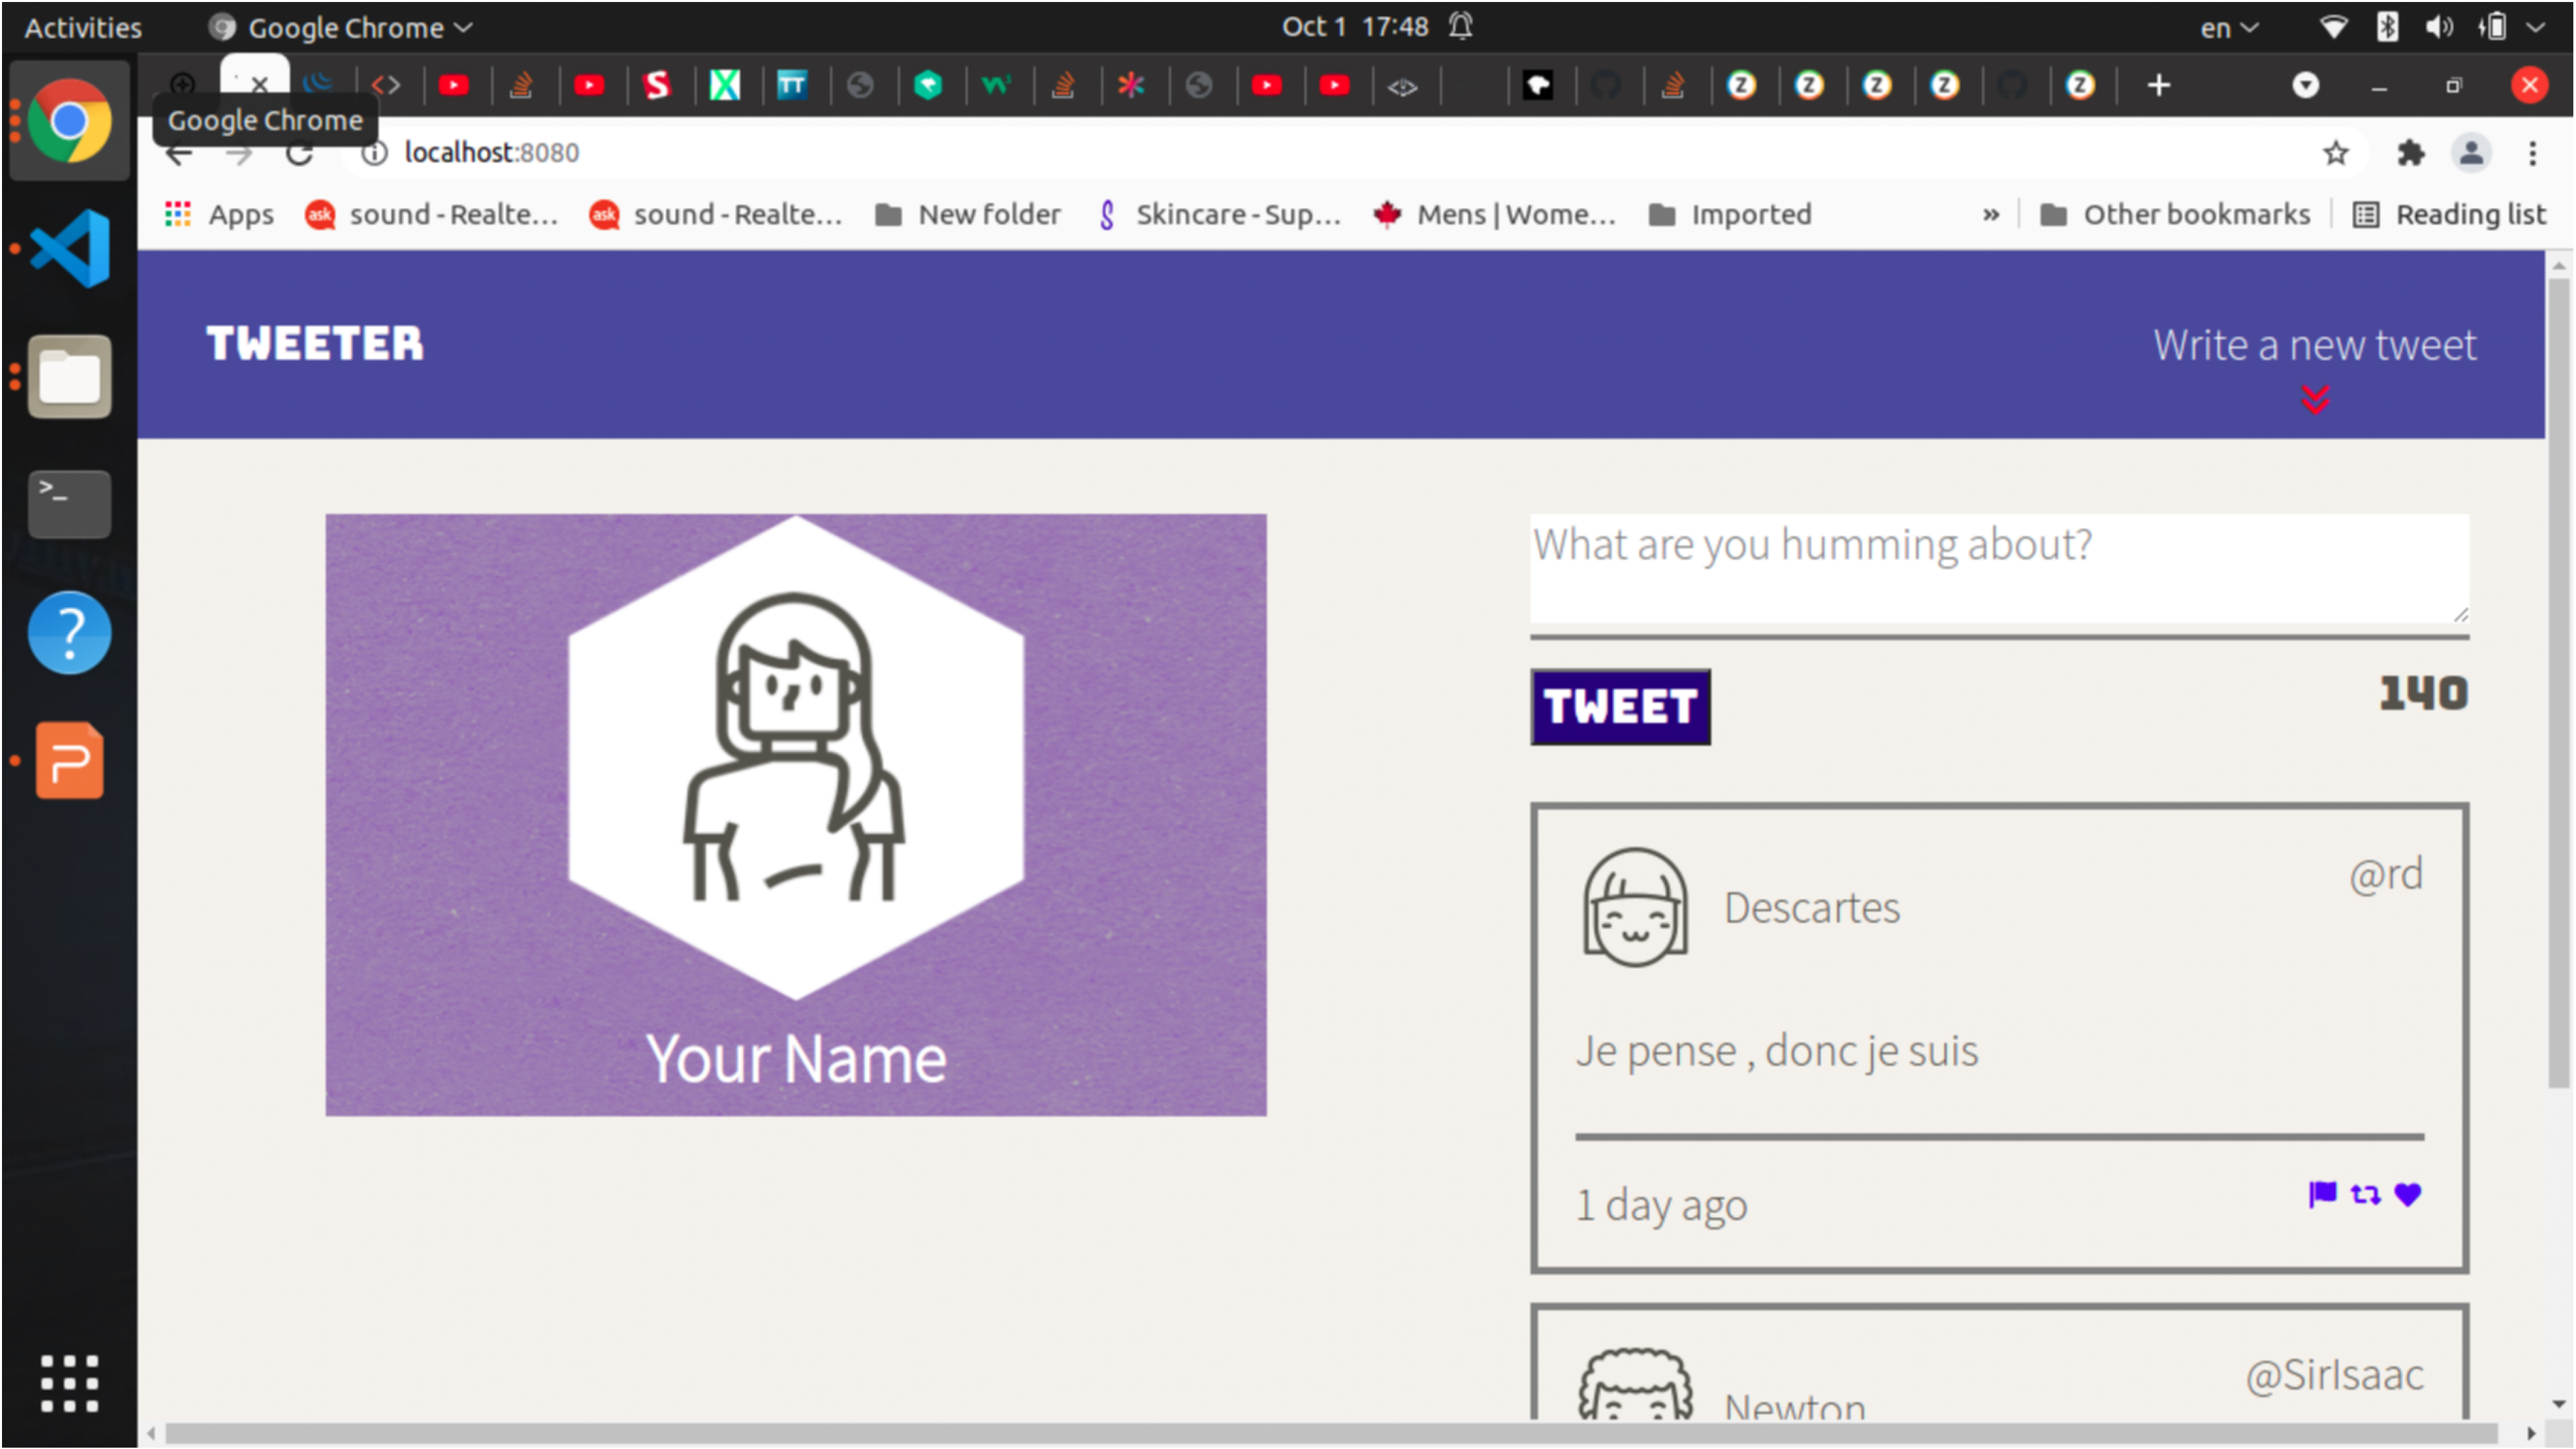 Activities Google Chrome Oct 1 17:48 en
Google Chrome
localhost:8080
Apps sound - Realte... sound - Realte... New folder Skincare - Sup... Mens | Wome... Imported » Other bookmarks Reading list
TWEETER Write a new tweet
What are you humming about?
TWEET 140
Your Name
Descartes @rd
Je pense , donc je suis
1 day ago
Newton @SirIsaac